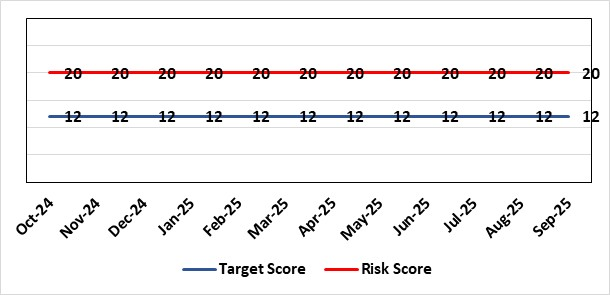 20 20 20 20 20 20 20 20 20 20 20 20
12 12 12 12 12 12 12 12 12 12 12 12
Oct-24 Nov-24 Dec-24 Jan-25 Feb-25 Mar-25 Apr-25 May-25 Jun-25 Jul-25 Aug-25 Sep-25
Target Score Risk Score